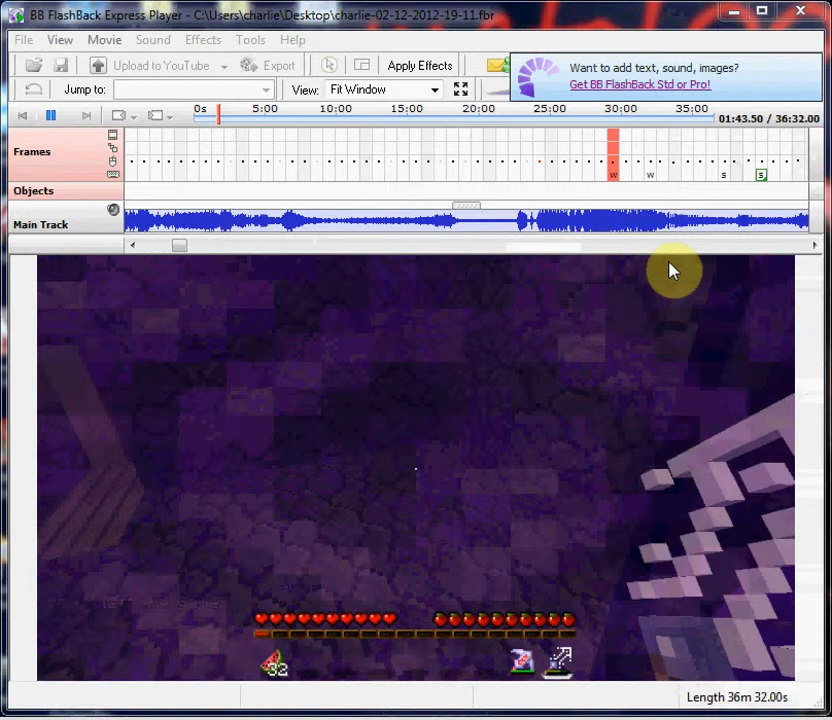 BB FlashBack Express Player - C:\Users\charlie\Desktop\charlie-02-12-2012-19-11.fbr
File View Movie Sound Effects Tools Help
Upload to YouTube Export Apply Effects
Want to add text, sound, images?
Get BB FlashBack Std or Pro!
Jump to: View: Fit Window
0s 5:00 10:00 15:00 20:00 25:00 30:00 35:00
01:43.50 / 36:32.00
Frames
w w s s
Objects
Main Track
32
Length 36m 32.00s